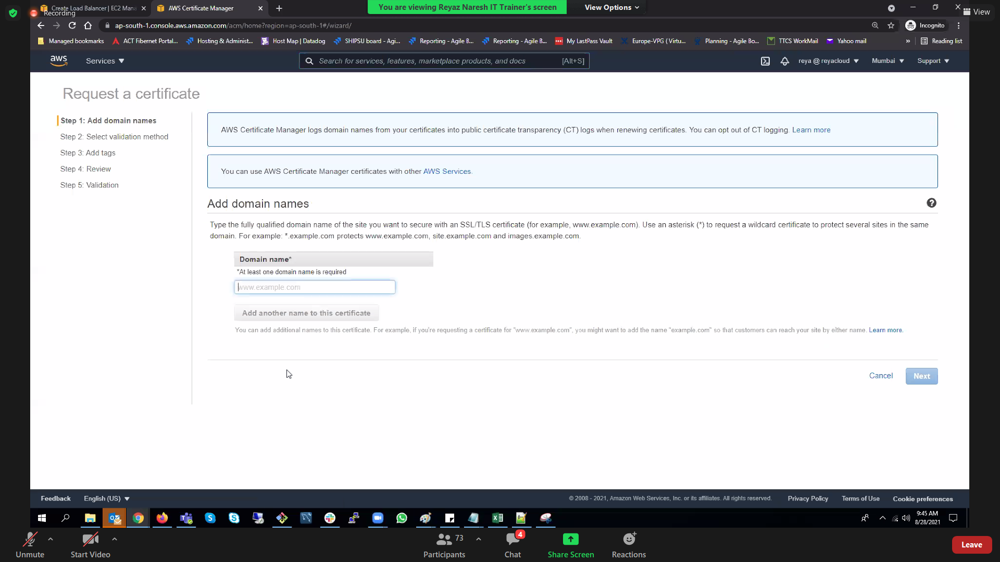 Create Load Balancer | EC2 Mana
AWS Certificate Manager
You are viewing Reyaz Naresh IT Trainer's screen
View Options
Recording
View
ap-south-1.console.aws.amazon.com/acm/home?region=ap-south-1#/wizard/
Incognito
Managed bookmarks
ACT Fibernet Portal...
Hosting & Administ...
Host Map | Datadog
SHIPSU board - Agi...
Reporting - Agile B...
Reporting - Agile B...
My LastPass Vault
Europe-VPG (Virtu...
Planning - Agile Bo...
TTCS WorkMail
Yahoo mail
»
Reading list
aws
Services
Search for services, features, marketplace products, and docs
[Alt+S]
reya @ reyacloud
Mumbai
Support
Request a certificate
Step 1: Add domain names
Step 2: Select validation method
Step 3: Add tags
Step 4: Review
Step 5: Validation
AWS Certificate Manager logs domain names from your certificates into public certificate transparency (CT) logs when renewing certificates. You can opt out of CT logging. Learn more
You can use AWS Certificate Manager certificates with other AWS Services.
Add domain names
Type the fully qualified domain name of the site you want to secure with an SSL/TLS certificate (for example, www.example.com). Use an asterisk (*) to request a wildcard certificate to protect several sites in the same
domain. For example: *.example.com protects www.example.com, site.example.com and images.example.com.
Domain name*
*At least one domain name is required
www.example.com
Add another name to this certificate
You can add additional names to this certificate. For example, if you're requesting a certificate for "www.example.com", you might want to add the name "example.com" so that customers can reach your site by either name. Learn more.
Cancel
Next
Feedback
English (US)
© 2008 - 2021, Amazon Web Services, Inc. or its affiliates. All rights reserved.
Privacy Policy
Terms of Use
Cookie preferences
9:45 AM
8/28/2021
Unmute
Start Video
73
Participants
4
Chat
Share Screen
Reactions
Leave